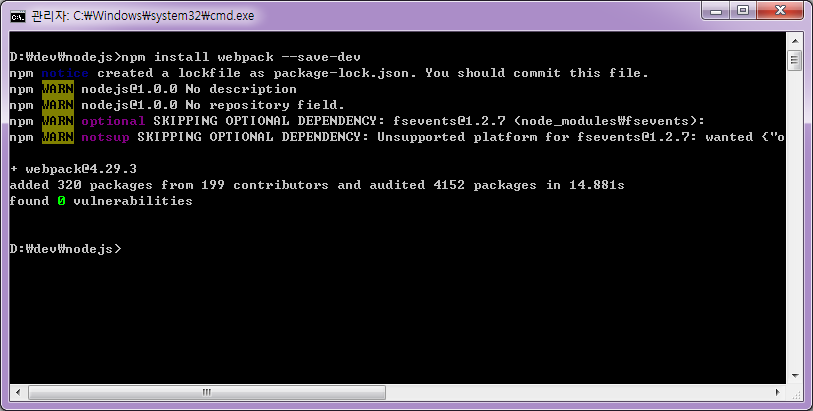 관리자: C:₩Windows₩system32₩cmd.exe
D:₩dev₩nodejs>npm install webpack --save-dev
npm notice created a lockfile as package-lock.json. You should commit this file.
npm WARN nodejs@1.0.0 No description
npm WARN nodejs@1.0.0 No repository field.
npm WARN optional SKIPPING OPTIONAL DEPENDENCY: fsevents@1.2.7 (node_modules₩fsevents):
npm WARN notsup SKIPPING OPTIONAL DEPENDENCY: Unsupported platform for fsevents@1.2.7: wanted {"o
+ webpack@4.29.3
added 320 packages from 199 contributors and audited 4152 packages in 14.881s
found 0 vulnerabilities
D:₩dev₩nodejs>